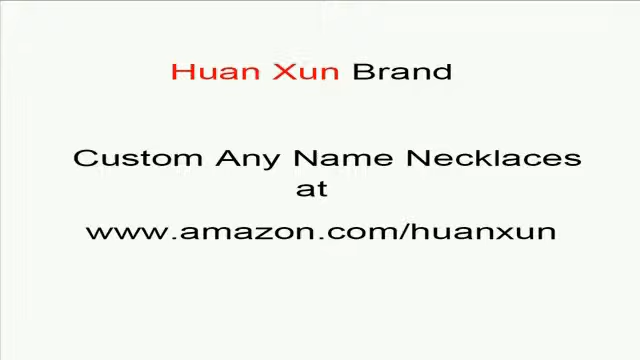 Huan Xun Brand
Custom Any Name Necklaces
at
www.amazon.com/huanxun